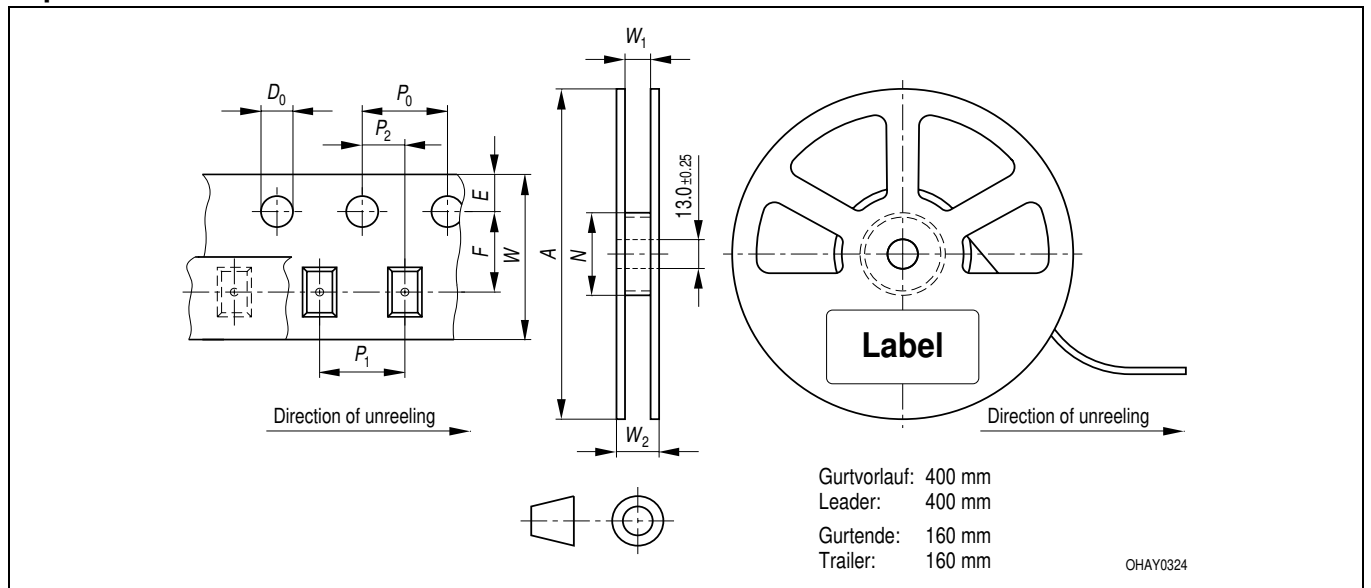 W₁
D₀
P₀
P₂
E
F
W
A
N
13.0 ±0.25
P₁
Label
Direction of unreeling
W₂
Direction of unreeling
Gurtvorlauf: 400 mm
Leader: 400 mm
Gurtende: 160 mm
Trailer: 160 mm
OHAY0324